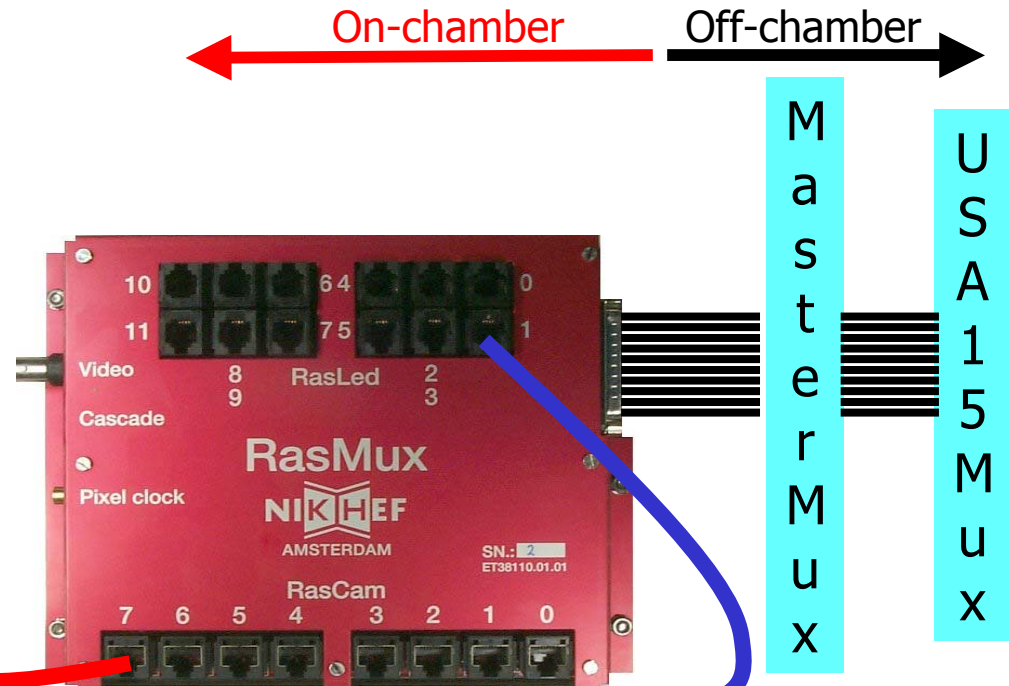 On-chamber Off-chamber
MasterMux
USA15Mux
10 6 4 0
11 7 5 1
Video 8 RasLed 2
9 3
Cascade
RasMux
Pixel clock
NIKHEF
AMSTERDAM
SN.: 2
ET38110.01.01
RasCam
7 6 5 4 3 2 1 0